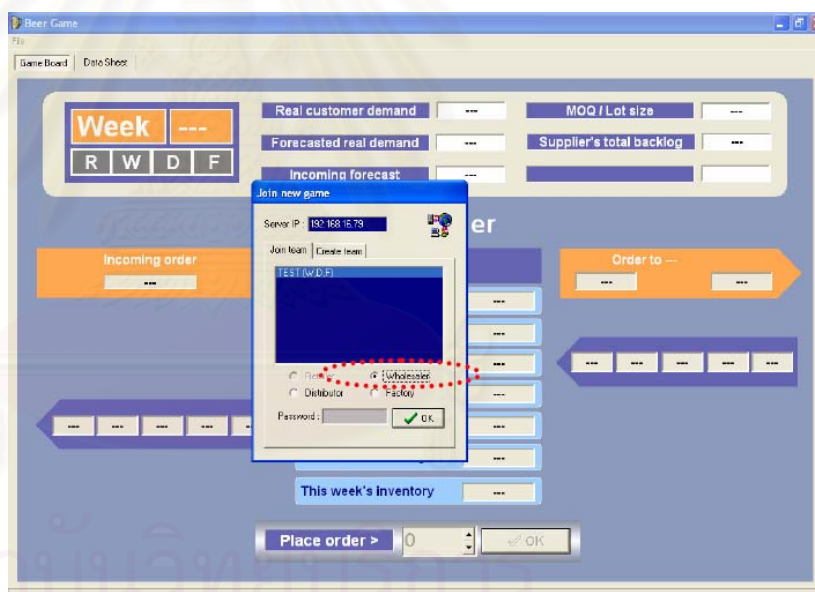 Beer Game
File
Game Board Data Sheet
Week ---
R W D F
Real customer demand ---
Forecasted real demand ---
Incoming forecast ---
MOQ / Lot size ---
Supplier's total backlog ---
Join new game
Server IP : 192.168.16.79
Join team Create team
TEST (W,D,F)
Retailer Wholesaler
Distributor Factory
Password :
OK
er
Incoming order
---
Order to ---
--- ---
---
---
---
---
---
---
--- --- --- --- ---
--- --- --- ---
This week's inventory ---
Place order > 0 OK